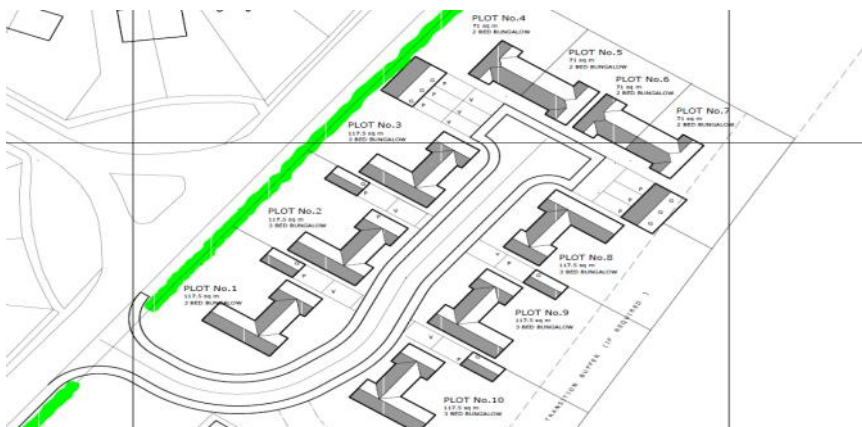 PLOT No.4
71 sq m
2 BED BUNGALOW
PLOT No.5
71 sq m
2 BED BUNGALOW
PLOT No.6
71 sq m
2 BED BUNGALOW
PLOT No.7
71 sq m
2 BED BUNGALOW
PLOT No.3
117.5 sq m
3 BED BUNGALOW
PLOT No.2
117.5 sq m
3 BED BUNGALOW
PLOT No.1
117.5 sq m
3 BED BUNGALOW
PLOT No.8
117.5 sq m
3 BED BUNGALOW
PLOT No.9
117.5 sq m
3 BED BUNGALOW
PLOT No.10
117.5 sq m
3 BED BUNGALOW
TRANSITION BUFFER (IF REQUIRED)